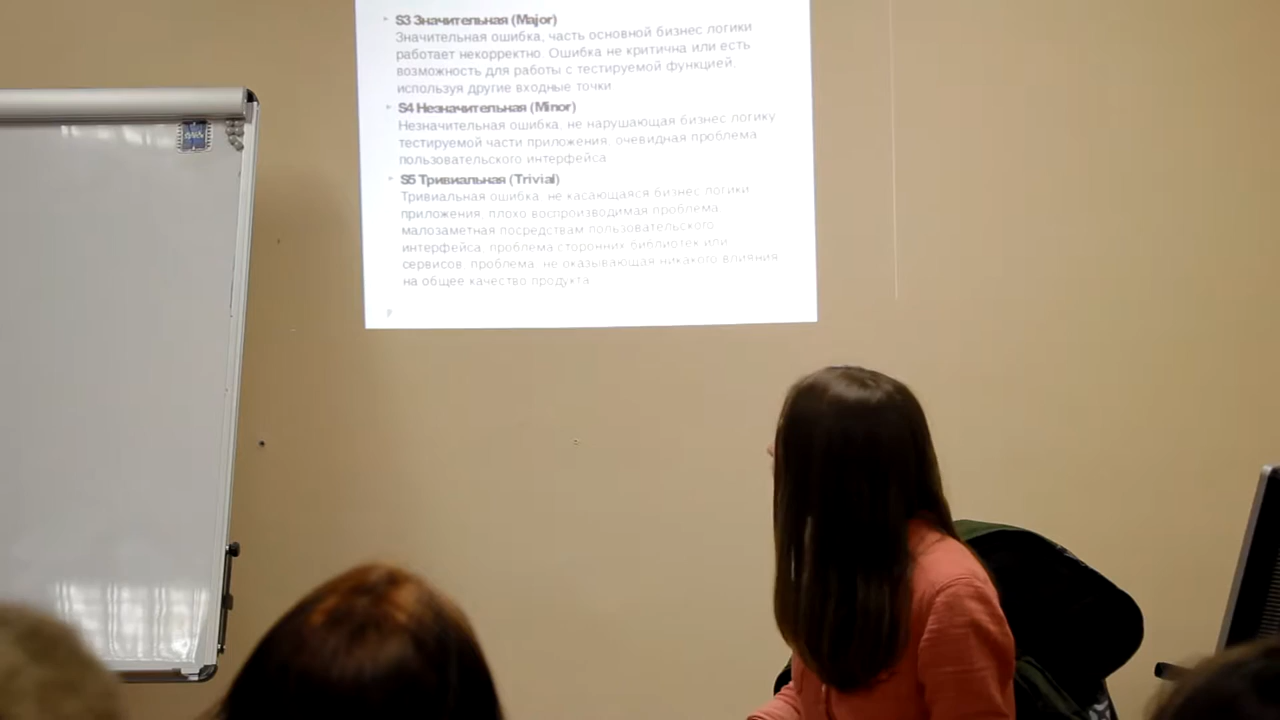 S3 Значительная (Major)
Значительная ошибка, часть основной бизнес логики
работает некорректно. Ошибка не критична или есть
возможность для работы с тестируемой функцией,
используя другие входные точки.
S4 Незначительная (Minor)
Незначительная ошибка, не нарушающая бизнес логику
тестируемой части приложения, очевидная проблема
пользовательского интерфейса.
S5 Тривиальная (Trivial)
Тривиальная ошибка, не касающаяся бизнес логики
приложения, плохо воспроизводимая проблема,
малозаметная посредствам пользовательского
интерфейса, проблема сторонних библиотек или
сервисов, проблема, не оказывающая никакого влияния
на общее качество продукта.